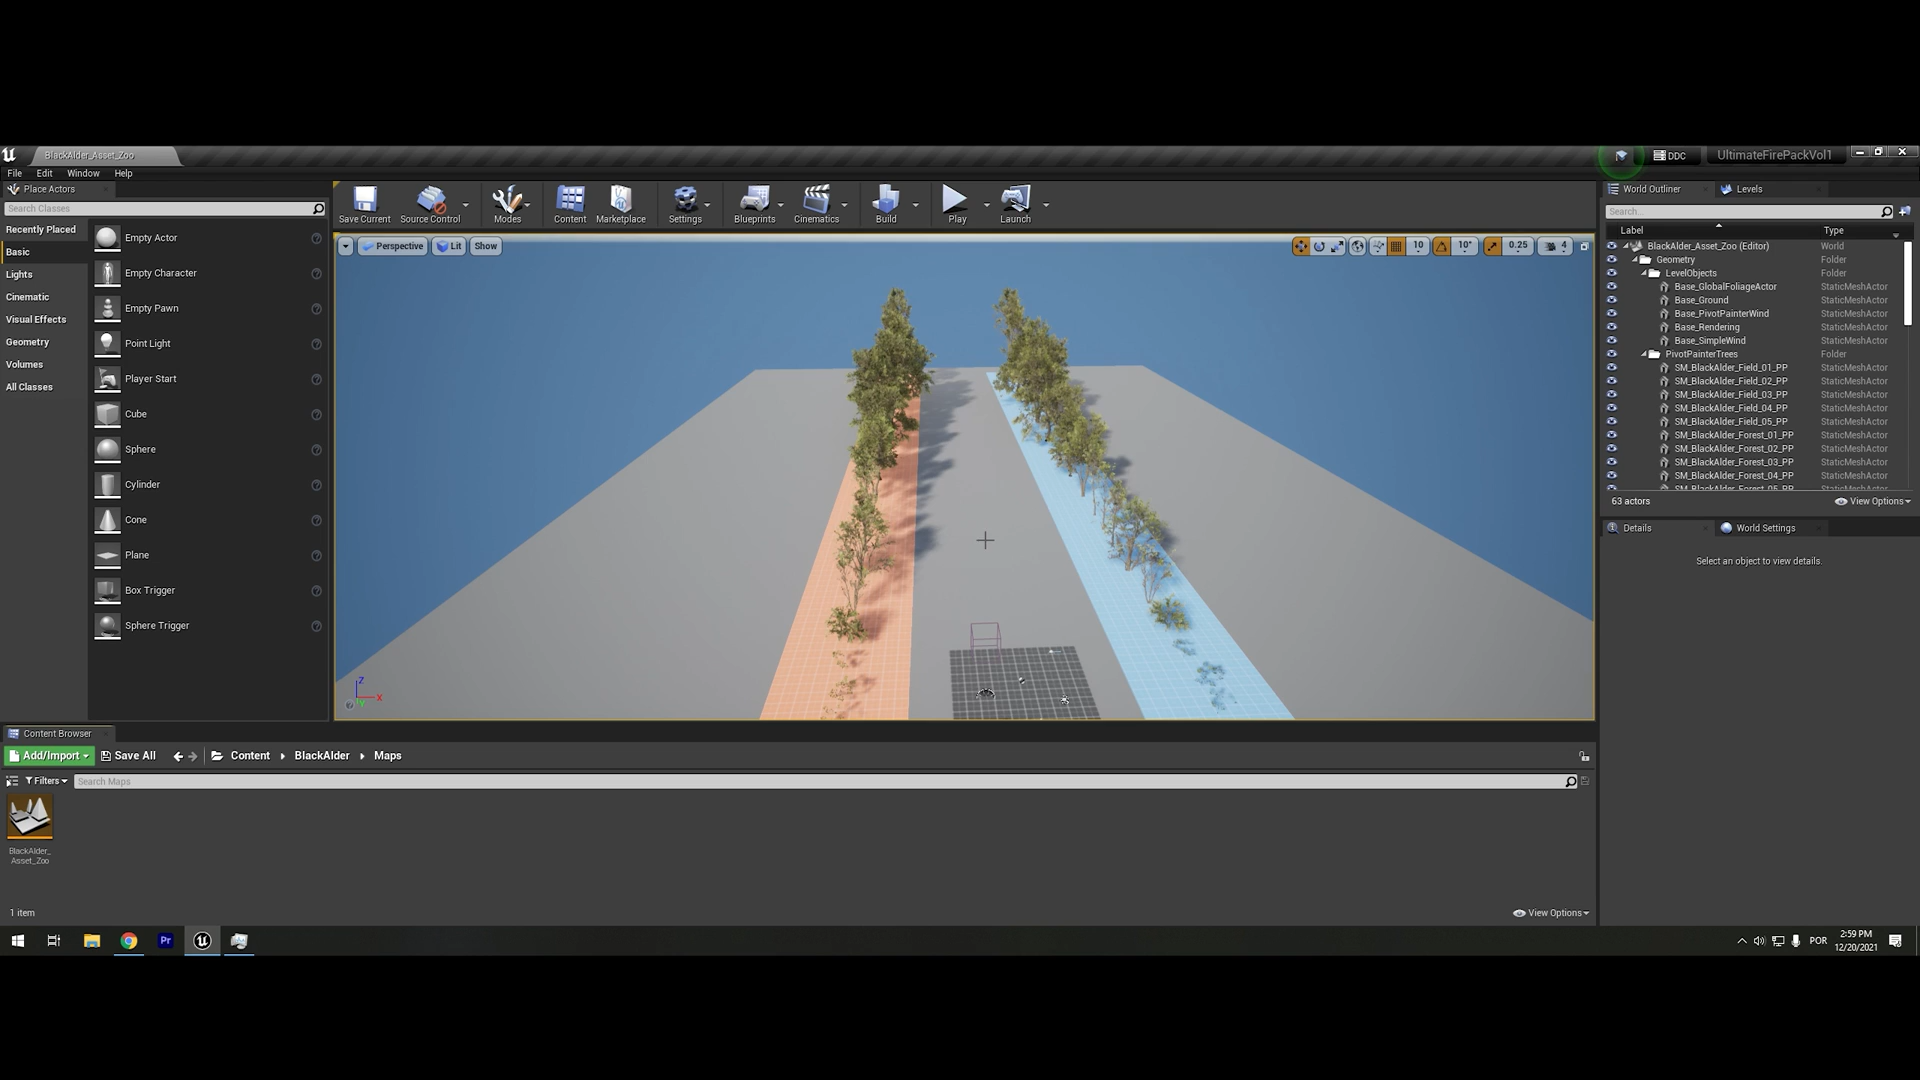 BlackAlder_Asset_Zoo
DDC
UltimateFirePackVol1
File Edit Window Help
Place Actors
Search Classes
Recently Placed
Basic
Lights
Cinematic
Visual Effects
Geometry
Volumes
All Classes
Empty Actor
Empty Character
Empty Pawn
Point Light
Player Start
Cube
Sphere
Cylinder
Cone
Plane
Box Trigger
Sphere Trigger
Save Current
Source Control
Modes
Content
Marketplace
Settings
Blueprints
Cinematics
Build
Play
Launch
Perspective Lit Show
10 10° 0.25 4
Z
X
Y
World Outliner Levels
Search...
Label Type
BlackAlder_Asset_Zoo (Editor) World
Geometry Folder
LevelObjects Folder
Base_GlobalFoliageActor StaticMeshActor
Base_Ground StaticMeshActor
Base_PivotPainterWind StaticMeshActor
Base_Rendering StaticMeshActor
Base_SimpleWind StaticMeshActor
PivotPainterTrees Folder
SM_BlackAlder_Field_01_PP StaticMeshActor
SM_BlackAlder_Field_02_PP StaticMeshActor
SM_BlackAlder_Field_03_PP StaticMeshActor
SM_BlackAlder_Field_04_PP StaticMeshActor
SM_BlackAlder_Field_05_PP StaticMeshActor
SM_BlackAlder_Forest_01_PP StaticMeshActor
SM_BlackAlder_Forest_02_PP StaticMeshActor
SM_BlackAlder_Forest_03_PP StaticMeshActor
SM_BlackAlder_Forest_04_PP StaticMeshActor
SM_BlackAlder_Forest_05_PP StaticMeshActor
63 actors View Options
Details World Settings
Select an object to view details.
Content Browser
Add/Import Save All Content BlackAlder Maps
Filters Search Maps
BlackAlder_
Asset_Zoo
1 item View Options
Pr
POR
2:59 PM
12/20/2021